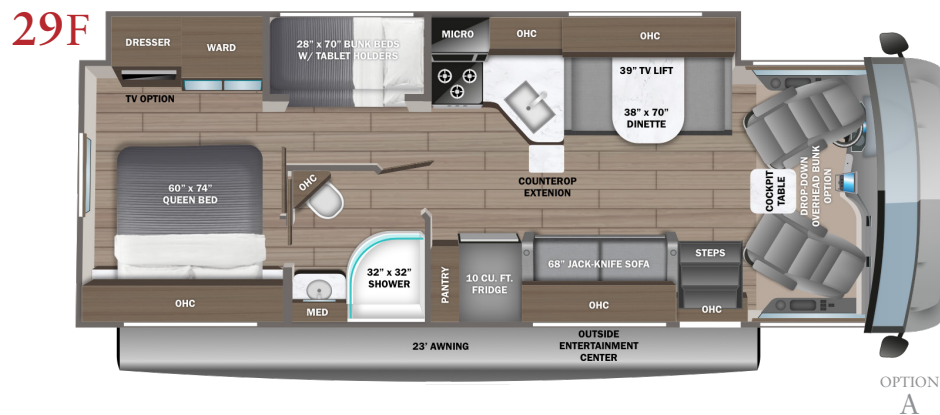 29F
DRESSER
WARD
TV OPTION
28" x 70" BUNK BEDS
W/ TABLET HOLDERS
MICRO
OHC
OHC
39" TV LIFT
38" x 70"
DINETTE
COUNTEROP
EXTENION
COCKPIT
TABLE
DROP-DOWN
OVERHEAD BUNK
OPTION
60" x 74"
QUEEN BED
OHC
OHC
MED
32" x 32"
SHOWER
PANTRY
10 CU. FT.
FRIDGE
68" JACK-KNIFE SOFA
OHC
STEPS
OHC
23' AWNING
OUTSIDE
ENTERTAINMENT
CENTER
OPTION
A